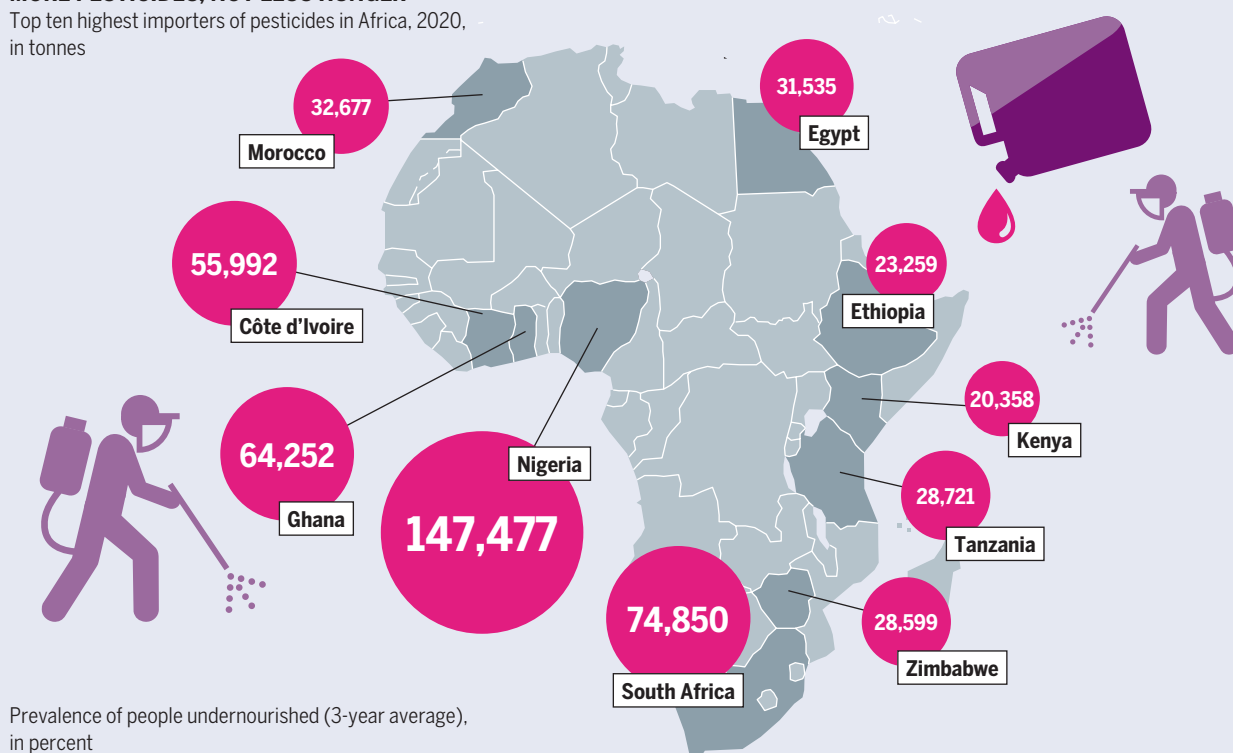 Top ten highest importers of pesticides in Africa, 2020,
in tonnes
32,677
Morocco
31,535
Egypt
55,992
Côte d’Ivoire
23,259
Ethiopia
64,252
Ghana
Nigeria
147,477
20,358
Kenya
28,721
Tanzania
74,850
South Africa
28,599
Zimbabwe
Prevalence of people undernourished (3-year average),
in percent